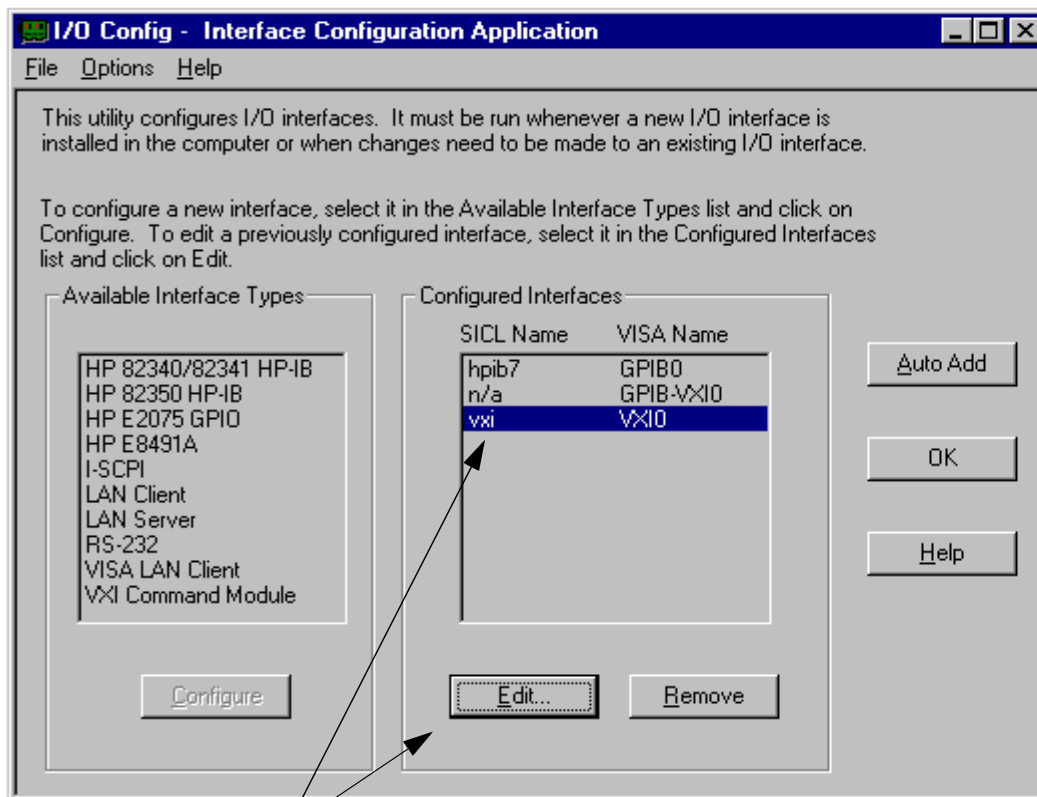 I/O Config -  Interface Configuration Application
File  Options  Help
This utility configures I/O interfaces.  It must be run whenever a new I/O interface is
installed in the computer or when changes need to be made to an existing I/O interface.
To configure a new interface, select it in the Available Interface Types list and click on
Configure.  To edit a previously configured interface, select it in the Configured Interfaces
list and click on Edit.
Available Interface Types
HP 82340/82341 HP-IB
HP 82350 HP-IB
HP E2075 GPIO
HP E8491A
I-SCPI
LAN Client
LAN Server
RS-232
VISA LAN Client
VXI Command Module
Configure
Configured Interfaces
SICL Name  VISA Name
hpib7  GPIB0
n/a  GPIB-VXI0
vxi  VXI0
Edit...  Remove
Auto Add
OK
Help